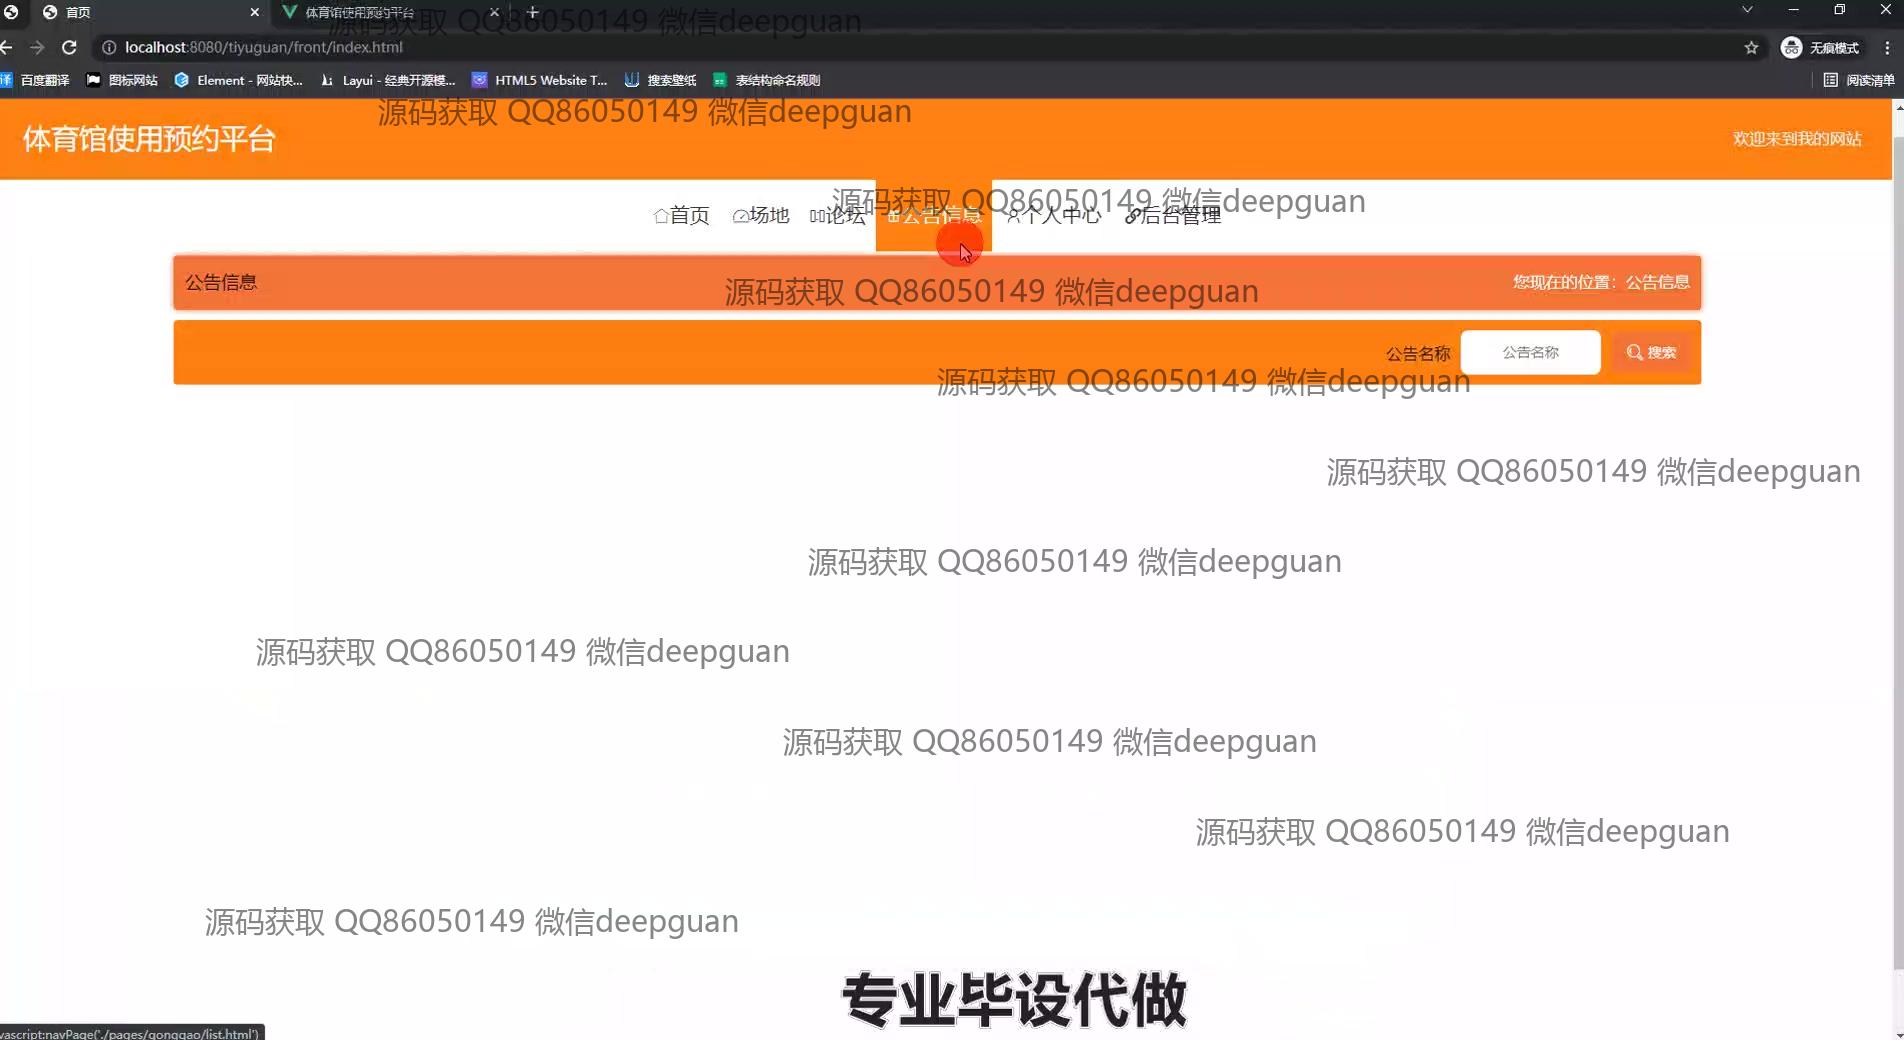 首页
体育馆使用预约平台
源码获取 QQ86050149 微信deepguan
localhost:8080/tiyuguan/front/index.html
无痕模式
译 百度翻译 图标网站 Element - 网站快... Layui - 经典开源模... HTML5 Website T... 搜索壁纸 表结构命名规则 阅读清单
源码获取 QQ86050149 微信deepguan
体育馆使用预约平台
欢迎来到我的网站
源码获取 QQ86050149 微信deepguan
首页 场地 论坛 公告信息 个人中心 后台管理
公告信息
您现在的位置：公告信息
源码获取 QQ86050149 微信deepguan
公告名称 公告名称 搜索
源码获取 QQ86050149 微信deepguan
源码获取 QQ86050149 微信deepguan
源码获取 QQ86050149 微信deepguan
源码获取 QQ86050149 微信deepguan
源码获取 QQ86050149 微信deepguan
源码获取 QQ86050149 微信deepguan
源码获取 QQ86050149 微信deepguan
专业毕设代做
vascript:navPage('./pages/gonggao/list.html')